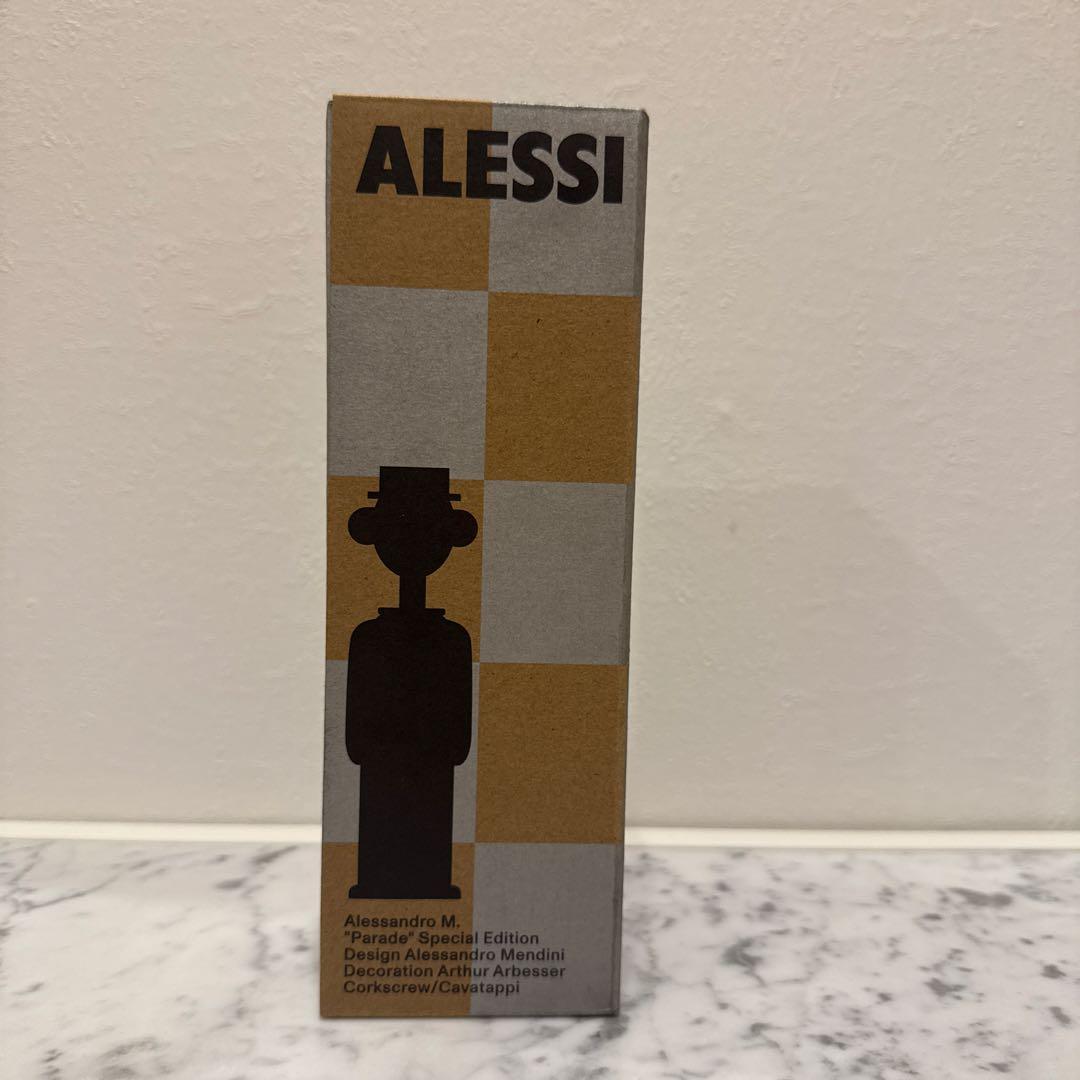 ALESSI
Alessandro M.
"Parade" Special Edition
Design Alessandro Mendini
Decoration Arthur Arbesser
Corkscrew/Cavatappi